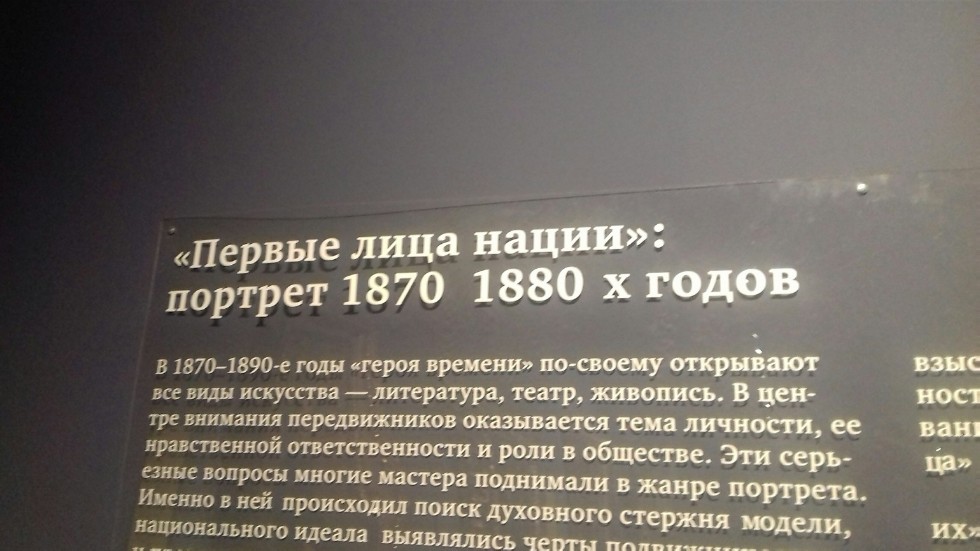 «Первые лица нации»:
портрет 1870 1880 х годов
В 1870–1890-е годы «героя времени» по-своему открывают
все виды искусства — литература, театр, живопись. В цен-
тре внимания передвижников оказывается тема личности, ее
нравственной ответственности и роли в обществе. Эти серь-
езные вопросы многие мастера поднимали в жанре портрета.
Именно в ней происходил поиск духовного стержня модели,
национального идеала выявлялись черты
взыс
ност
вани
ца»
их